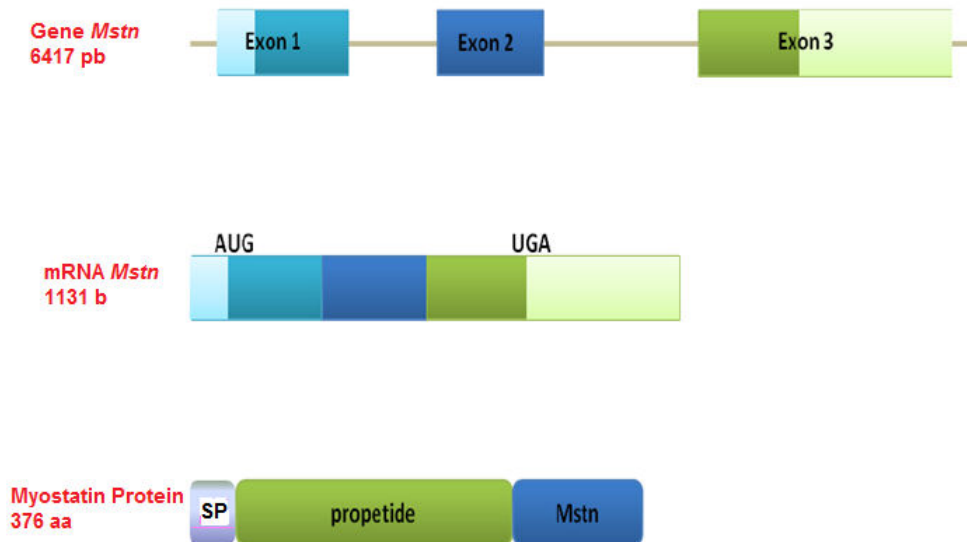 Gene Mstn
6417 pb
Exon 1
Exon 2
Exon 3
AUG
UGA
mRNA Mstn
1131 b
Myostatin Protein
376 aa
SP
propetide
Mstn